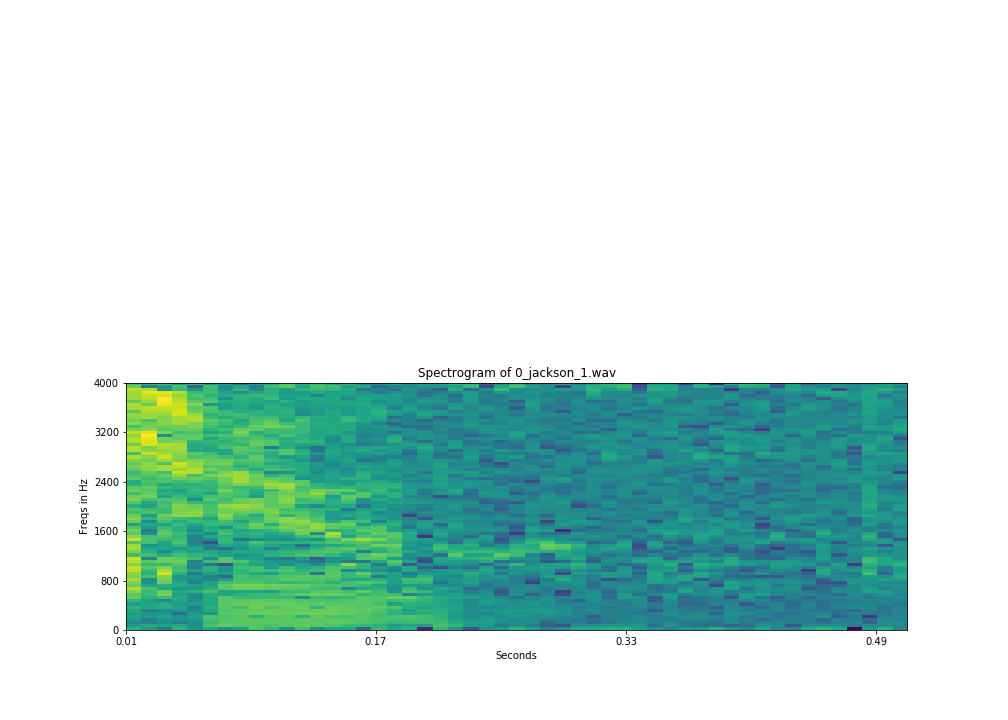 Spectrogram of 0_jackson_1.wav
4000
3200
2400
1600
800
0
Freqs in Hz
0.01 0.17 0.33 0.49
Seconds